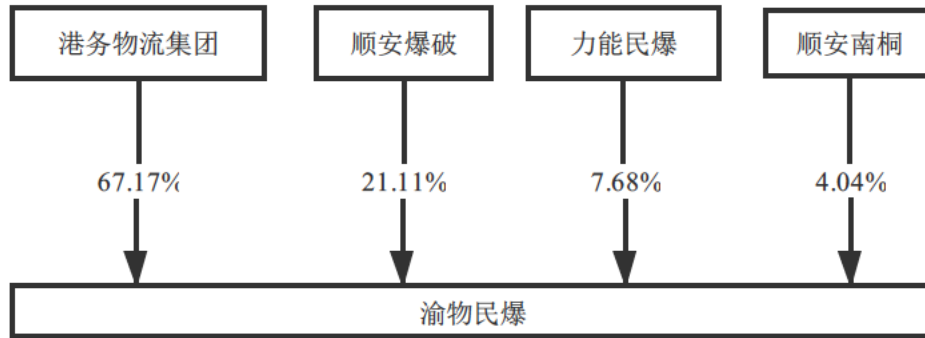 港务物流集团
顺安爆破
力能民爆
顺安南桐
67.17%
21.11%
7.68%
4.04%
渝物民爆